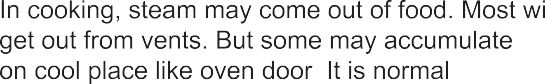 In cooking, steam may come out of food. Most wi
get out from vents. But some may accumulate
on cool place like oven door  It is normal